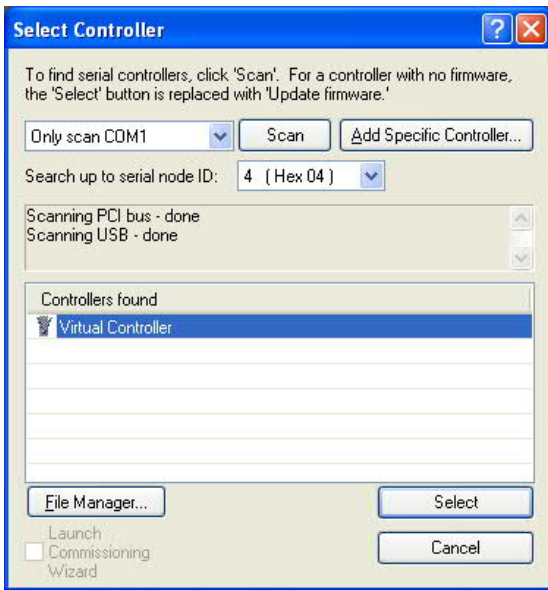 Select Controller
To find serial controllers, click 'Scan'. For a controller with no firmware,
the 'Select' button is replaced with 'Update firmware.'
Only scan COM1
Scan
Add Specific Controller...
Search up to serial node ID:
4 ( Hex 04 )
Scanning PCI bus - done
Scanning USB - done
Controllers found
Virtual Controller
File Manager...
Select
Launch
Commissioning
Wizard
Cancel